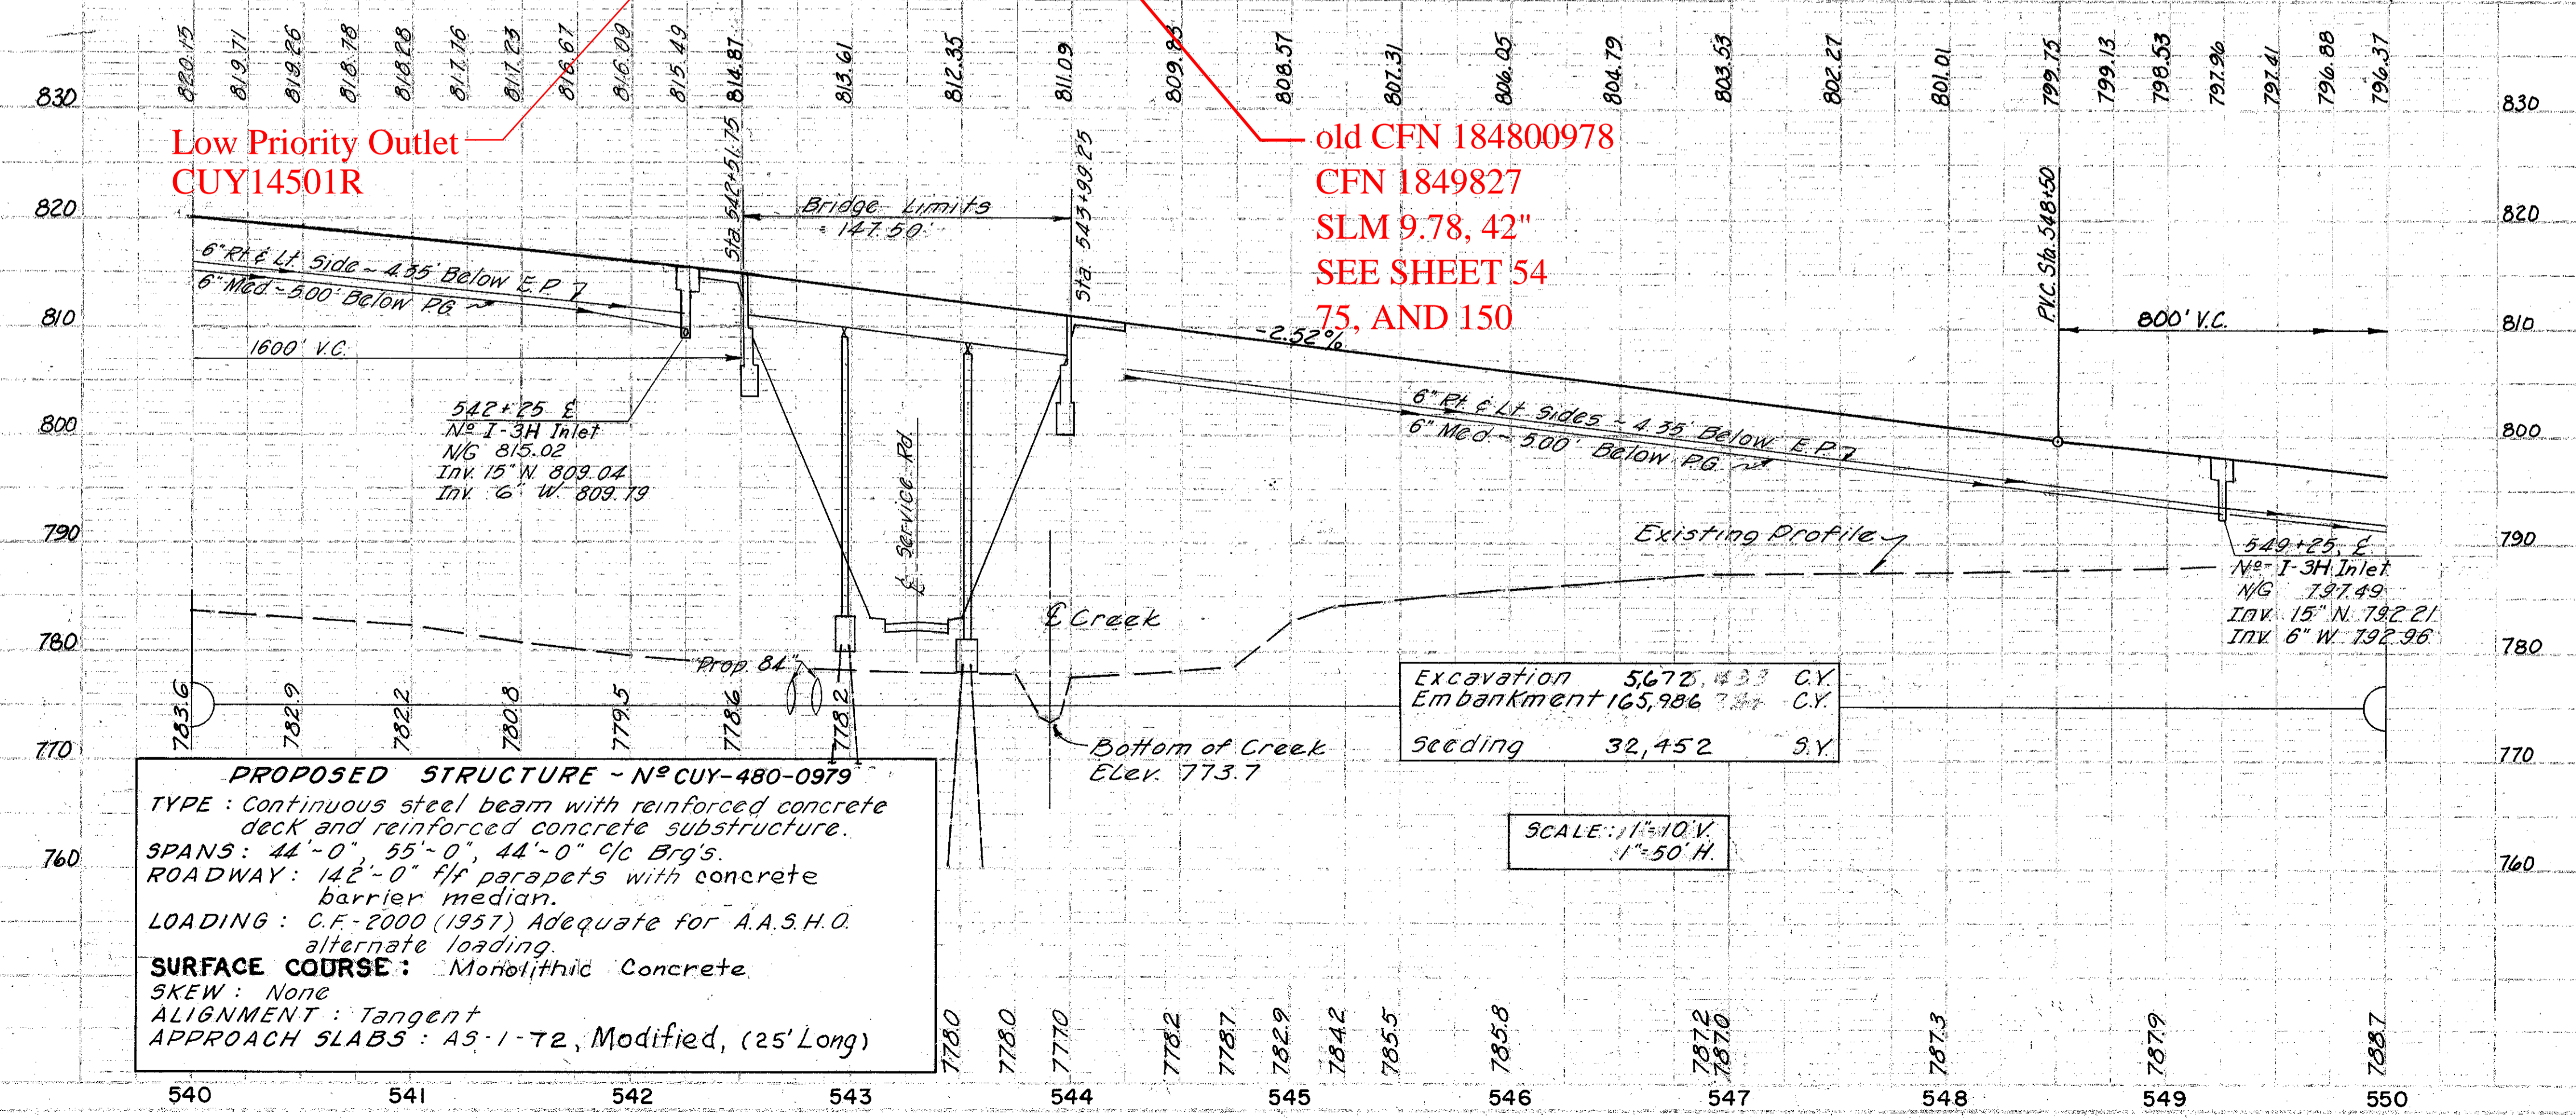 820.15 819.71 819.26 818.78 818.28 817.76 817.23 816.67 816.09 815.49 814.87 813.61 812.35 811.09 809.83 808.57 807.31 806.05 804.79 803.53 802.27 801.01 799.75 799.13 798.53 797.96 797.41 796.88 796.37
830 830
Low Priority Outlet
CUY14501R
old CFN 184800978
CFN 1849827
SLM 9.78, 42"
SEE SHEET 54
75, AND 150
Sta. 542+51.75
Bridge Limits
= 147.50'
Sta. 543+99.25
P.V.C. Sta. 548+50
820 820
6" Rt & Lt. Side ~ 4.35' Below E.P.
6" Med ~ 5.00' Below P.G.
810 810
-2.52%
800' V.C.
1600' V.C.
542+25 ℄
Nº I-3H Inlet
N/G 815.02
Inv. 15" N. 809.04
Inv. 6" W. 809.79
800 800
6" Rt. & Lt. Sides ~ 4.35' Below E.P.
6" Med ~ 5.00' Below P.G.
℄ Service Rd.
790 790
Existing Profile
549+25, ℄
Nº I-3H Inlet
N/G 797.49
Inv. 15" N. 792.21
Inv. 6" W. 792.96
℄ Creek
780 780
Prop. 84"
783.6 782.9 782.2 780.8 779.5 778.6 778.2
Excavation 5,672 C.Y.
Embankment 165,986 C.Y.
Seeding 32,452 S.Y.
Bottom of Creek
Elev. 773.7
770 770
PROPOSED STRUCTURE ~ Nº CUY-480-0979
TYPE : Continuous steel beam with reinforced concrete
deck and reinforced concrete substructure.
SPANS : 44'~0", 55'~0", 44'~0" c/c Brg's.
ROADWAY : 142'~0" f/f parapets with concrete
barrier median.
LOADING : C.F.-2000 (1957) Adequate for A.A.S.H.O.
alternate loading.
SURFACE COURSE : Monolithic Concrete
SKEW : None
ALIGNMENT : Tangent
APPROACH SLABS : AS-1-72, Modified, (25' Long)
SCALE : 1"=10' V.
1"=50' H.
760 760
778.0 778.0 777.0 778.2 778.7 782.9 784.2 785.5 785.8 787.2 787.0 787.3 787.9 788.7
540 541 542 543 544 545 546 547 548 549 550